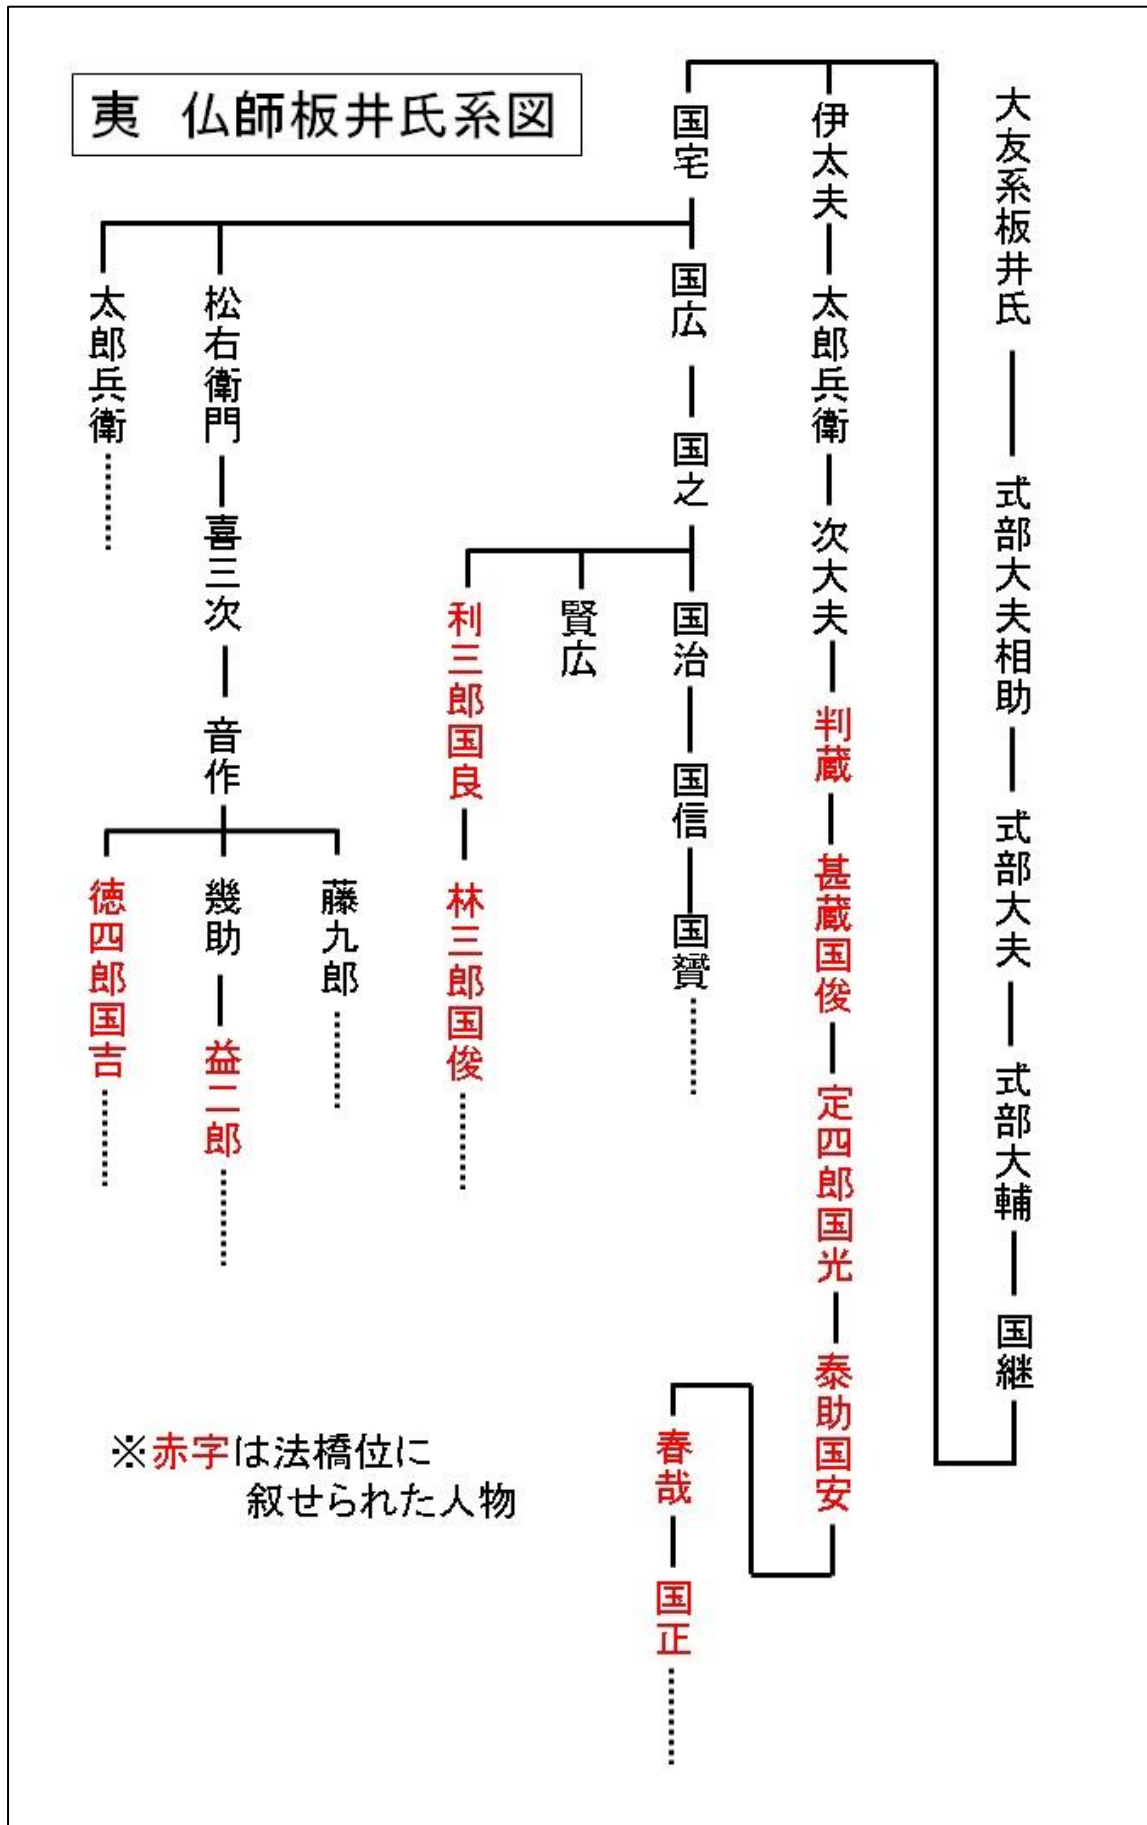 夷　仏師板井氏系図
大友系板井氏
式部大夫相助
式部大夫
式部大輔
国継
伊太夫
太郎兵衛
次大夫
判蔵
甚蔵国俊
定四郎国光
泰助国安
春哉
国正
国宅
国広
国之
国治
国信
国贇
賢広
利三郎国良
林三郎国俊
松右衛門
喜三次
音作
藤九郎
幾助
益二郎
徳四郎国吉
太郎兵衛
※赤字は法橋位に
叙せられた人物